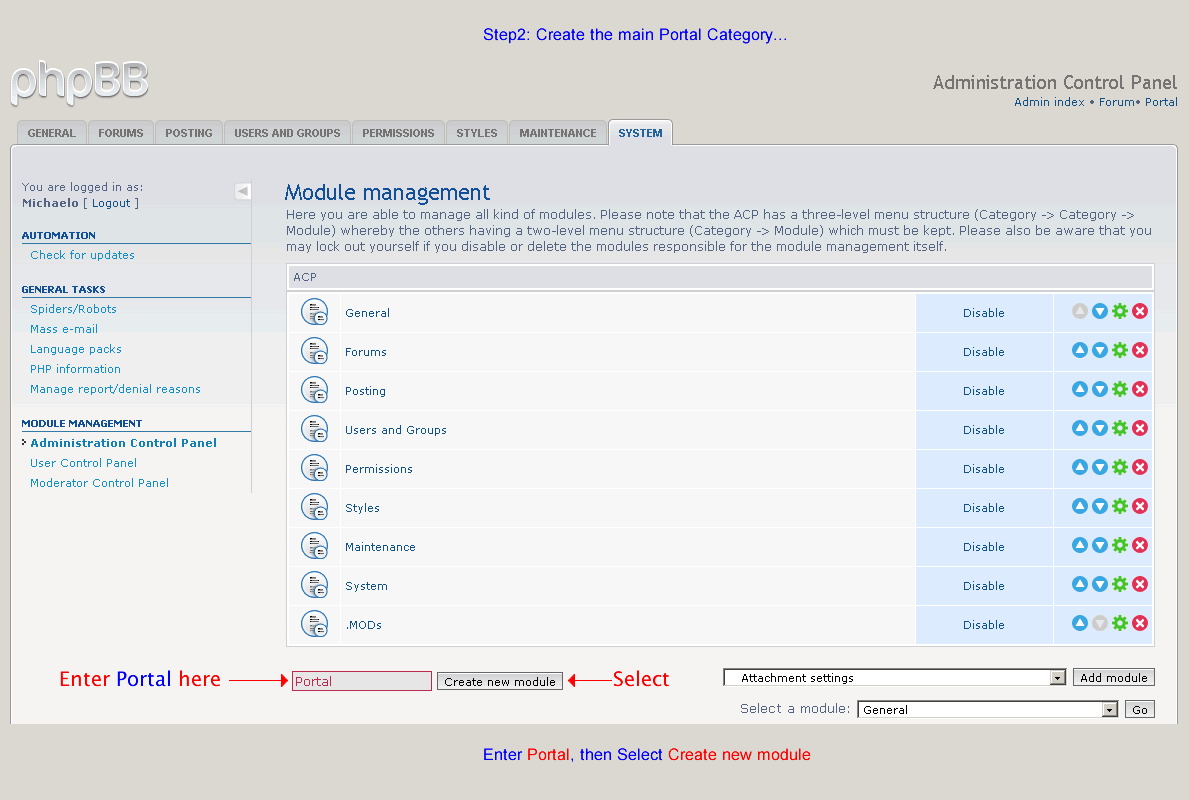 Step2: Create the main Portal Category...
phpBB
Administration Control Panel
Admin index • Forum• Portal
GENERAL FORUMS POSTING USERS AND GROUPS PERMISSIONS STYLES MAINTENANCE SYSTEM
You are logged in as:
Michaelo [ Logout ]
AUTOMATION
Check for updates
GENERAL TASKS
Spiders/Robots
Mass e-mail
Language packs
PHP information
Manage report/denial reasons
MODULE MANAGEMENT
Administration Control Panel
User Control Panel
Moderator Control Panel
Module management
Here you are able to manage all kind of modules. Please note that the ACP has a three-level menu structure (Category -> Category ->
Module) whereby the others having a two-level menu structure (Category -> Module) which must be kept. Please also be aware that you
may lock out yourself if you disable or delete the modules responsible for the module management itself.
ACP
General Disable
Forums Disable
Posting Disable
Users and Groups Disable
Permissions Disable
Styles Disable
Maintenance Disable
System Disable
.MODs Disable
Enter Portal here Portal Create new module Select Attachment settings Add module
Select a module: General Go
Enter Portal, then Select Create new module